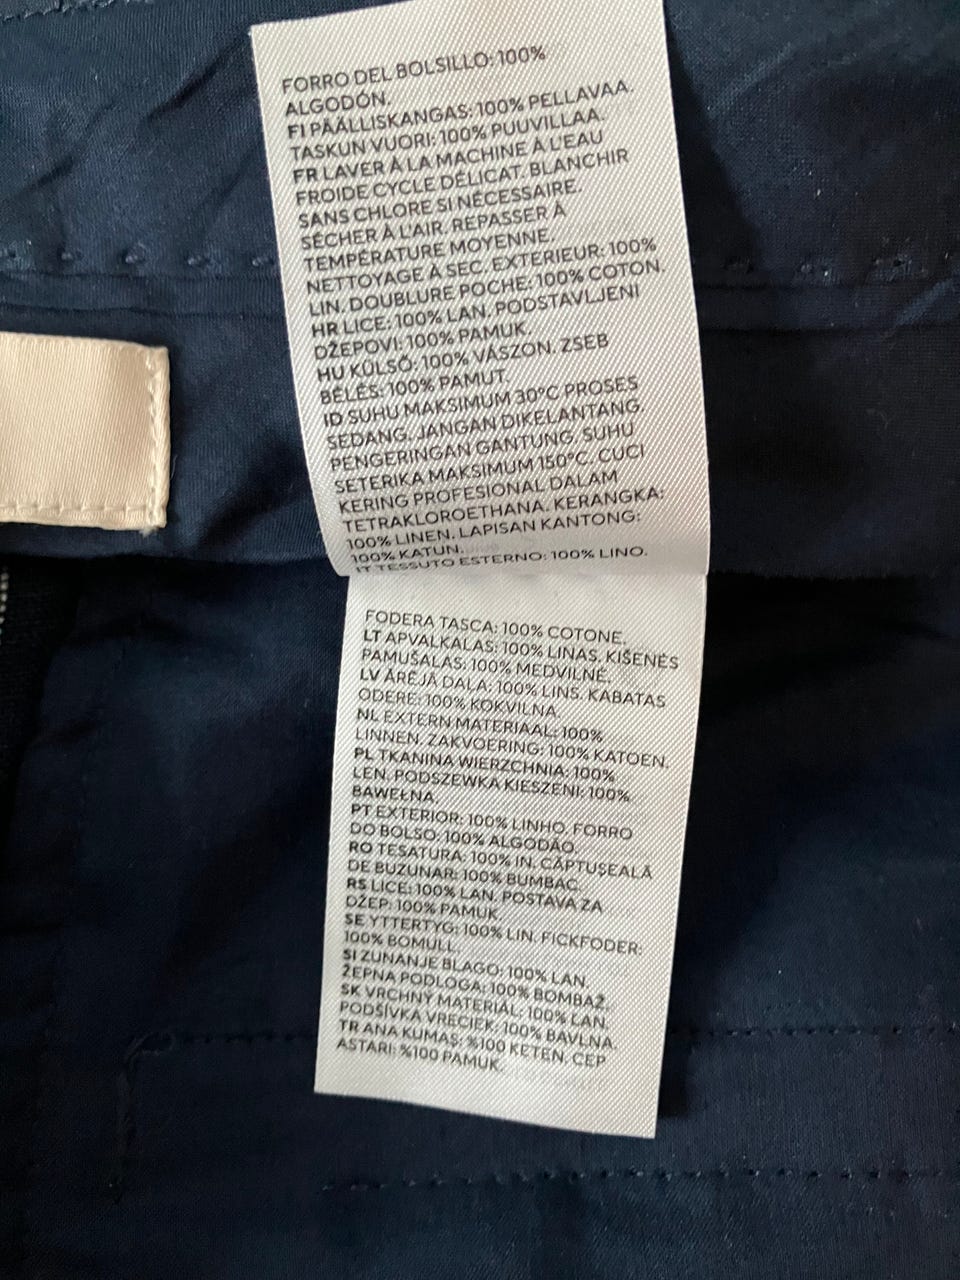 FORRO DEL BOLSILLO: 100%
ALGODÓN.
FI PÄÄLLISKANGAS: 100% PELLAVAA.
TASKUN VUORI: 100% PUUVILLAA.
FR LAVER À LA MACHINE À L'EAU
FROIDE CYCLE DÉLICAT. BLANCHIR
SANS CHLORE SI NÉCESSAIRE.
SÉCHER À L'AIR. REPASSER À
TEMPÉRATURE MOYENNE.
NETTOYAGE À SEC. EXTERIEUR: 100%
LIN. DOUBLURE POCHE: 100% COTON.
HR LICE: 100% LAN. PODSTAVLJENI
DŽEPOVI: 100% PAMUK.
HU KÜLSŐ: 100% VÁSZON. ZSEB
BÉLÉS: 100% PAMUT.
ID SUHU MAKSIMUM 30°C PROSES
SEDANG. JANGAN DIKELANTANG.
PENGERINGAN GANTUNG. SUHU
SETERIKA MAKSIMUM 150°C. CUCI
KERING PROFESIONAL DALAM
TETRAKLOROETHANA. KERANGKA:
100% LINEN. LAPISAN KANTONG:
100% KATUN.
IT TESSUTO ESTERNO: 100% LINO.
FODERA TASCA: 100% COTONE.
LT APVALKALAS: 100% LINAS. KIŠENĖS
PAMUŠALAS: 100% MEDVILNĖ.
LV ĀRĒJĀ DAĻA: 100% LINS. KABATAS
ODERE: 100% KOKVILNA.
NL EXTERN MATERIAAL: 100%
LINNEN. ZAKVOERING: 100% KATOEN.
PL TKANINA WIERZCHNIA: 100%
LEN. PODSZEWKA KIESZENI: 100%
BAWEŁNA.
PT EXTERIOR: 100% LINHO. FORRO
DO BOLSO: 100% ALGODÃO.
RO TESATURA: 100% IN. CĂPTUȘEALĂ
DE BUZUNAR: 100% BUMBAC.
RS LICE: 100% LAN. POSTAVA ZA
DŽEP: 100% PAMUK.
SE YTTERTYG: 100% LIN. FICKFODER:
100% BOMULL.
SI ZUNANJE BLAGO: 100% LAN.
ŽEPNA PODLOGA: 100% BOMBAŽ.
SK VRCHNÝ MATERIÁL: 100% ĽAN.
PODŠÍVKA VRECIEK: 100% BAVLNA.
TR ANA KUMAŞ: %100 KETEN. CEP
ASTARI: %100 PAMUK.